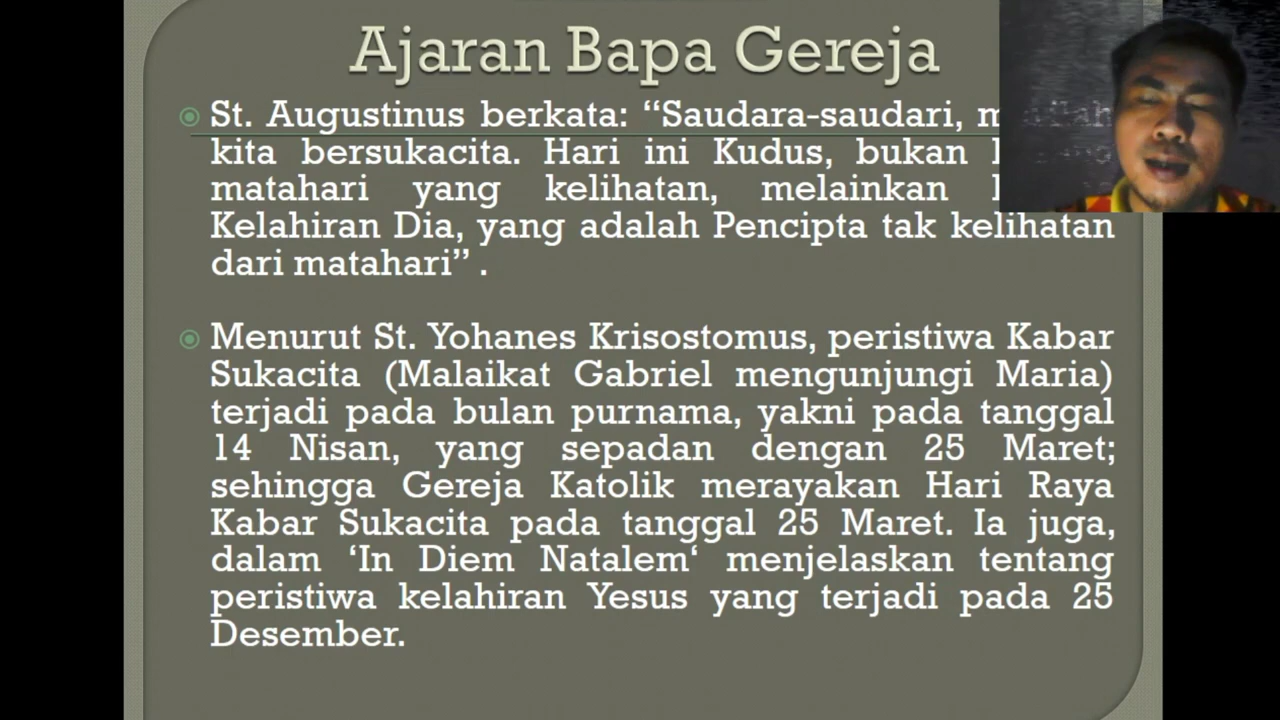 Ajaran Bapa Gereja
St. Augustinus berkata: “Saudara-saudari,
kita bersukacita. Hari ini Kudus, bukan
matahari yang kelihatan, melainkan
Kelahiran Dia, yang adalah Pencipta tak kelihatan
dari matahari” .
Menurut St. Yohanes Krisostomus, peristiwa Kabar
Sukacita (Malaikat Gabriel mengunjungi Maria)
terjadi pada bulan purnama, yakni pada tanggal
14 Nisan, yang sepadan dengan 25 Maret;
sehingga Gereja Katolik merayakan Hari Raya
Kabar Sukacita pada tanggal 25 Maret. Ia juga,
dalam ‘In Diem Natalem‘ menjelaskan tentang
peristiwa kelahiran Yesus yang terjadi pada 25
Desember.